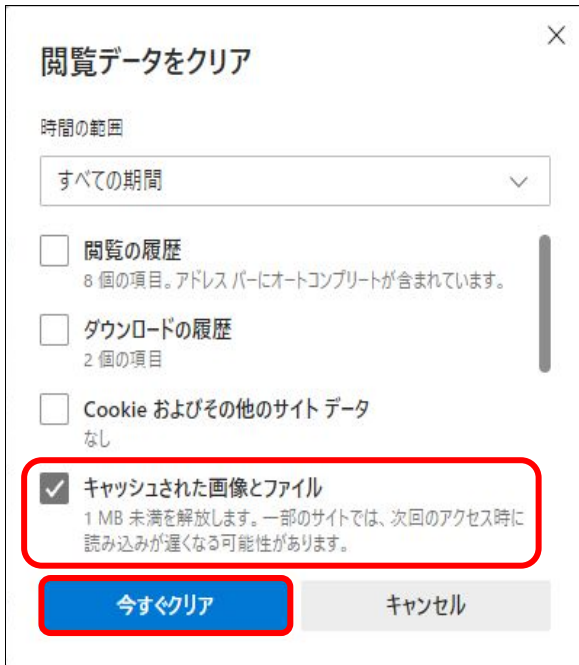 閲覧データをクリア
時間の範囲
すべての期間
閲覧の履歴
8 個の項目。アドレス バーにオートコンプリートが含まれています。
ダウンロードの履歴
2 個の項目
Cookie およびその他のサイト データ
なし
キャッシュされた画像とファイル
1 MB 未満を解放します。一部のサイトでは、次回のアクセス時に
読み込みが遅くなる可能性があります。
今すぐクリア
キャンセル